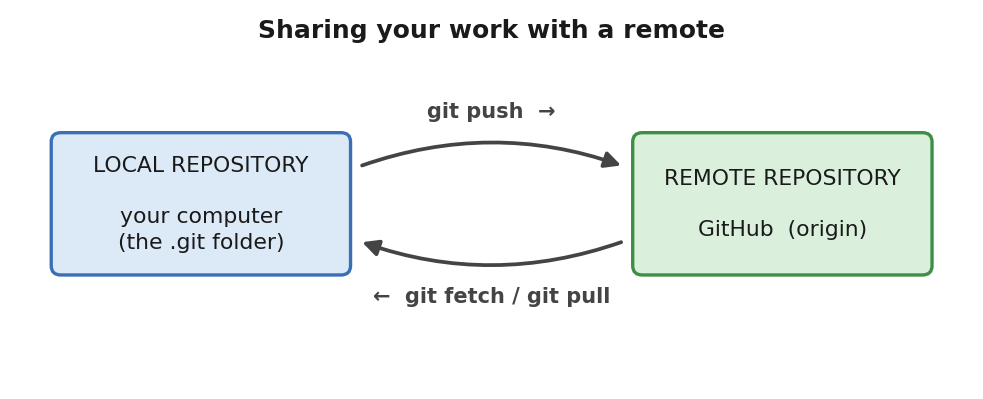 Sharing your work with a remote
git push →
LOCAL REPOSITORY
your computer
(the .git folder)
REMOTE REPOSITORY
GitHub (origin)
← git fetch / git pull